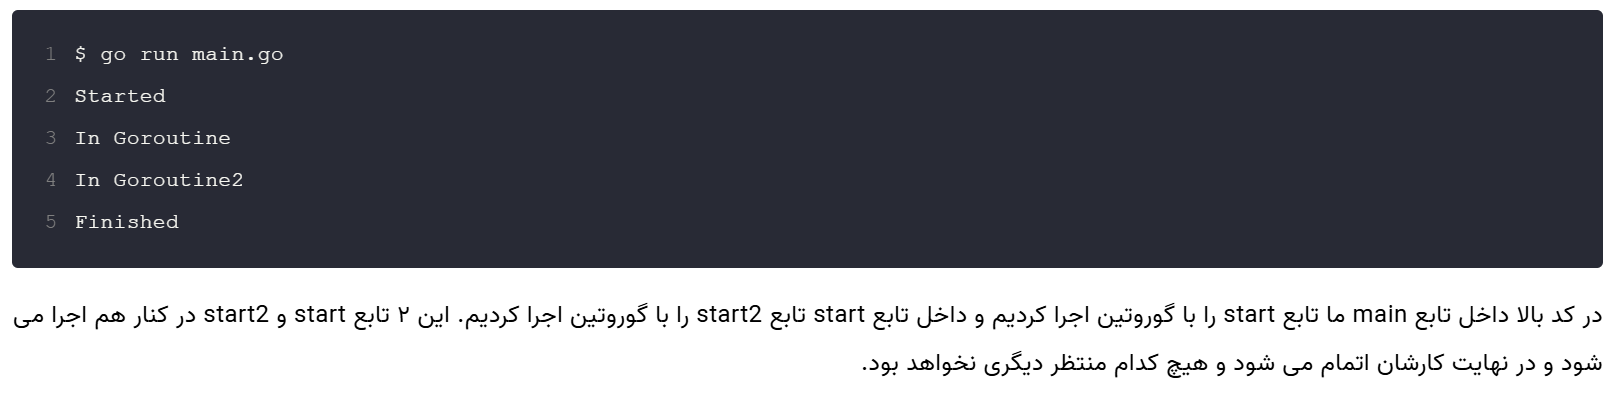 1 $ go run main.go
2 Started
3 In Goroutine
4 In Goroutine2
5 Finished
در کد بالا داخل تابع main ما تابع start را با گوروتین اجرا کردیم و داخل تابع start تابع start2 را با گوروتین اجرا کردیم. این ۲ تابع start و start2 در کنار هم اجرا می
شود و در نهایت کارشان اتمام می شود و هیچ کدام منتظر دیگری نخواهد بود.